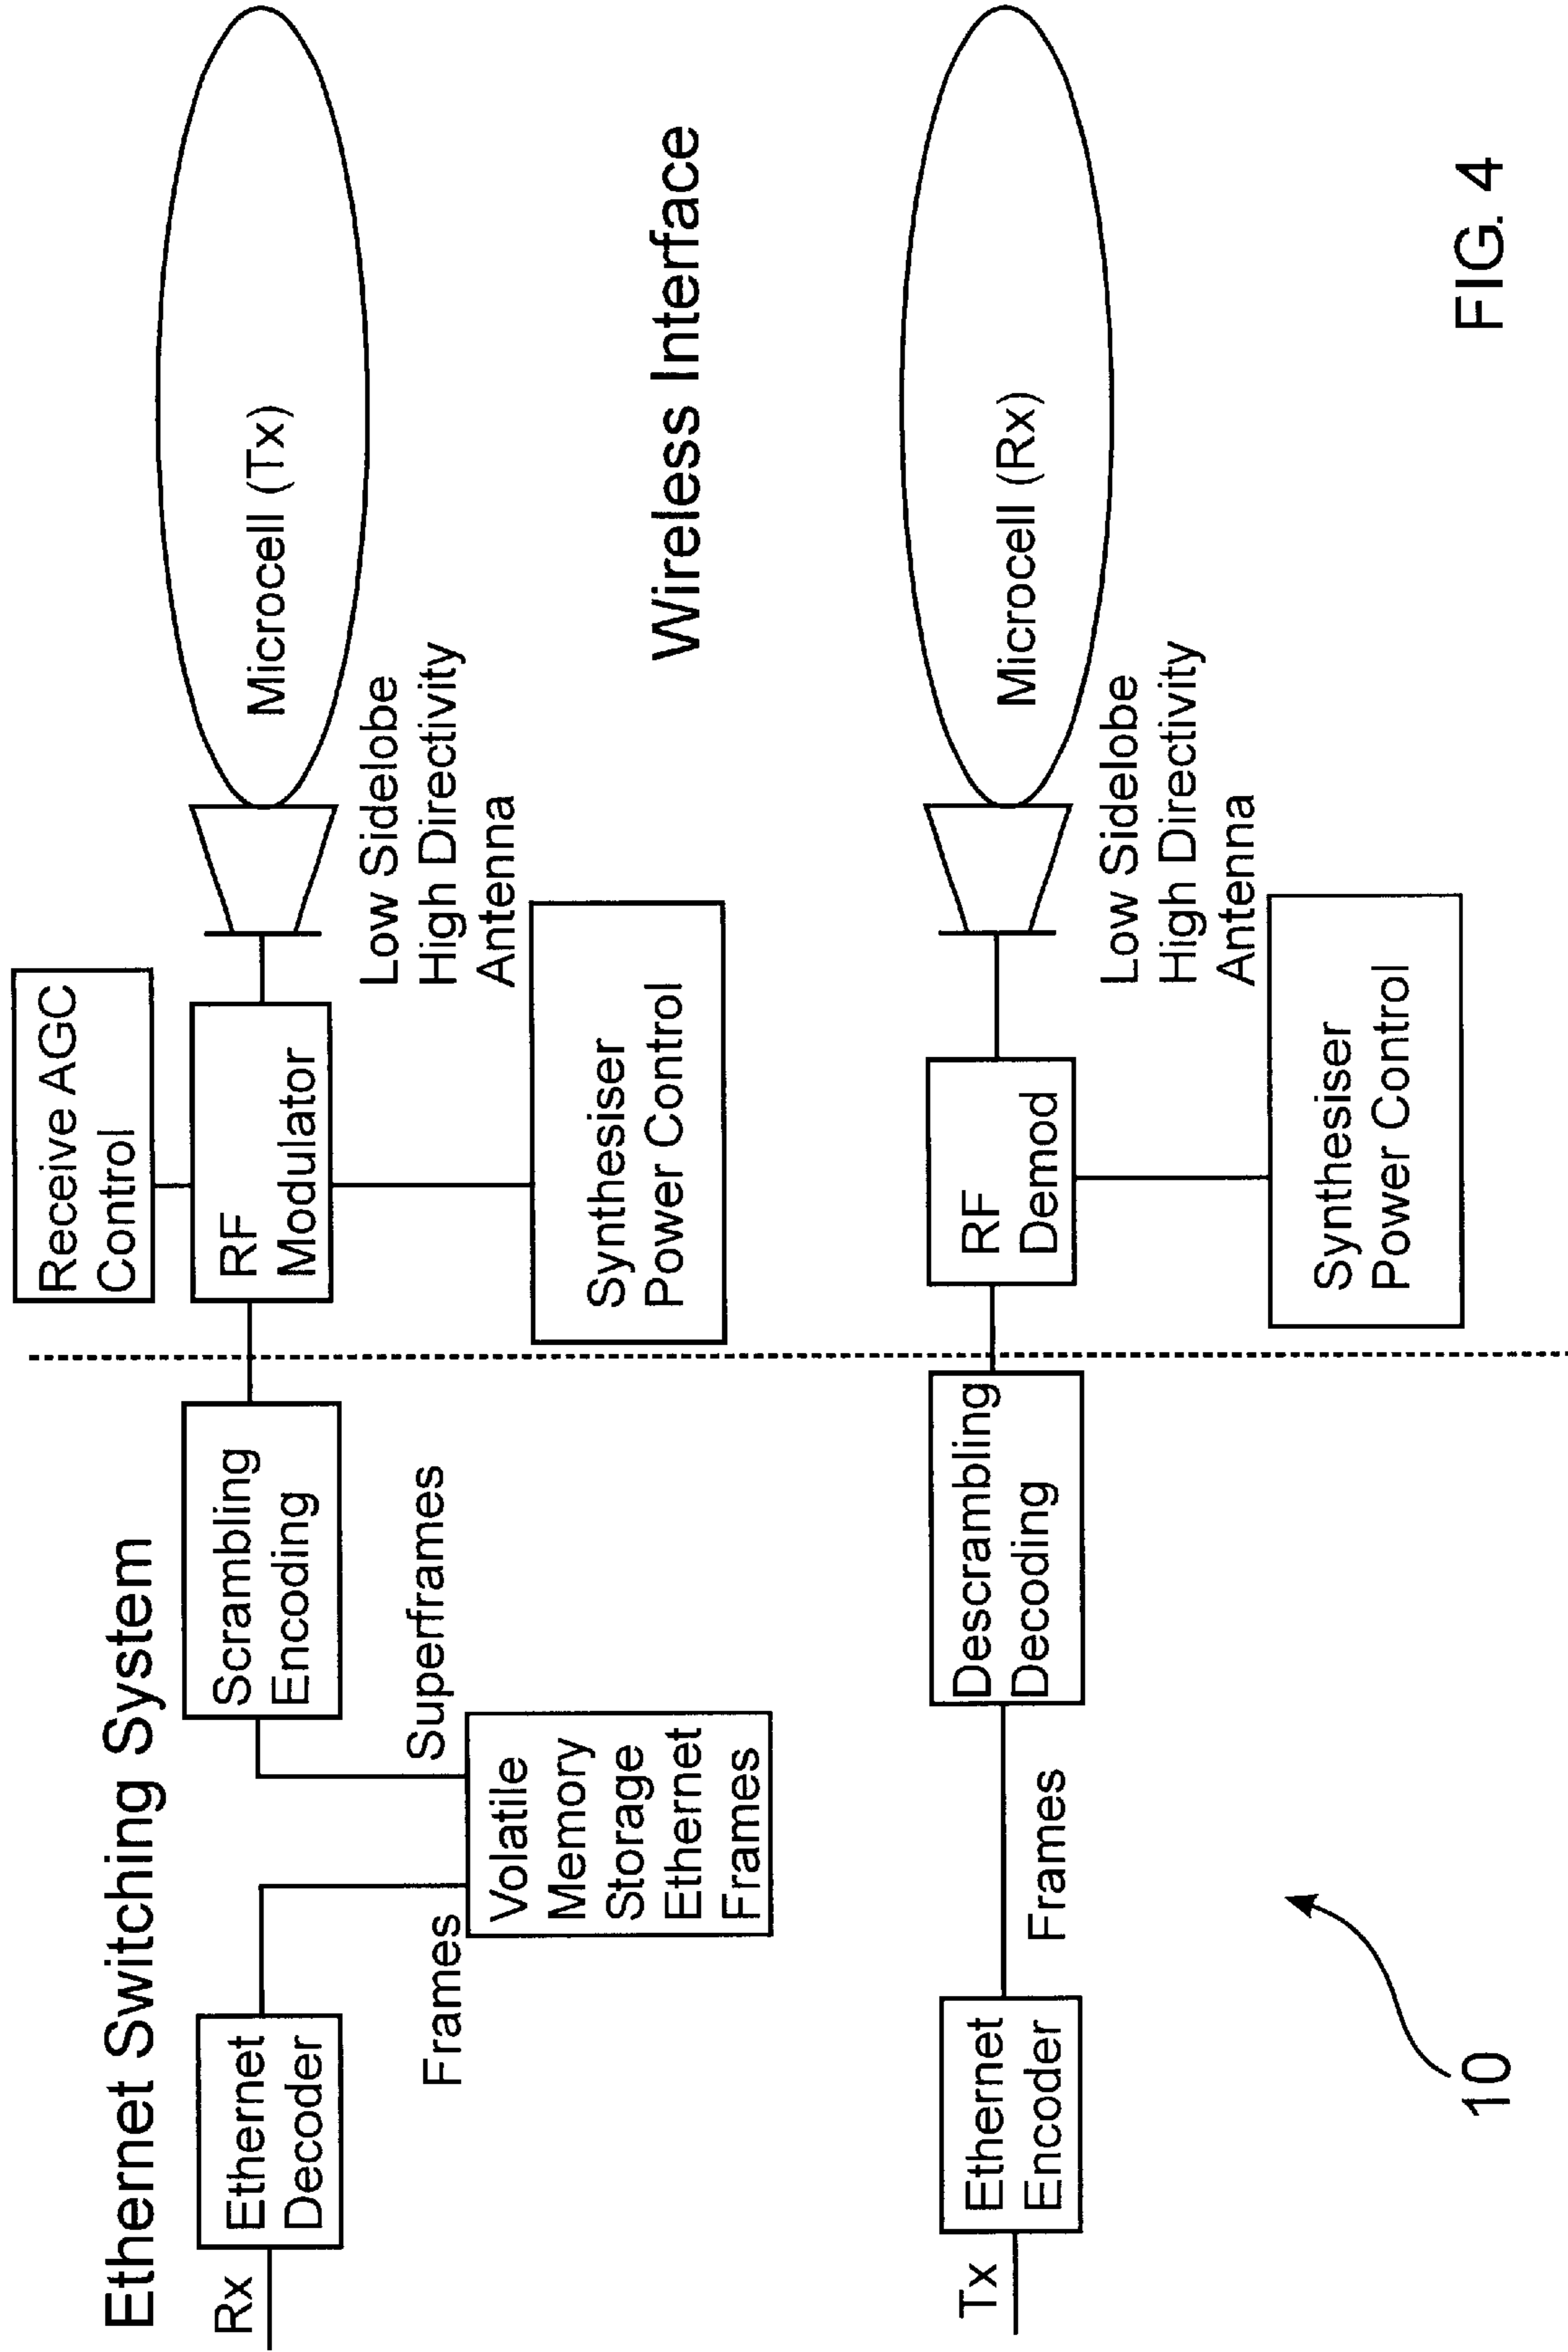 Ethernet Switching System
Rx
Ethernet
Decoder
Frames
Volatile
Memory
Storage
Ethernet
Frames
Superframes
Scrambling
Encoding
Receive AGC
Control
RF
Modulator
Synthesiser
Power Control
Low Sidelobe
High Directivity
Antenna
Microcell (Tx)
Wireless Interface
Tx
Ethernet
Encoder
Frames
Descrambling
Decoding
RF
Demod
Synthesiser
Power Control
Low Sidelobe
High Directivity
Antenna
Microcell (Rx)
10
FIG. 4